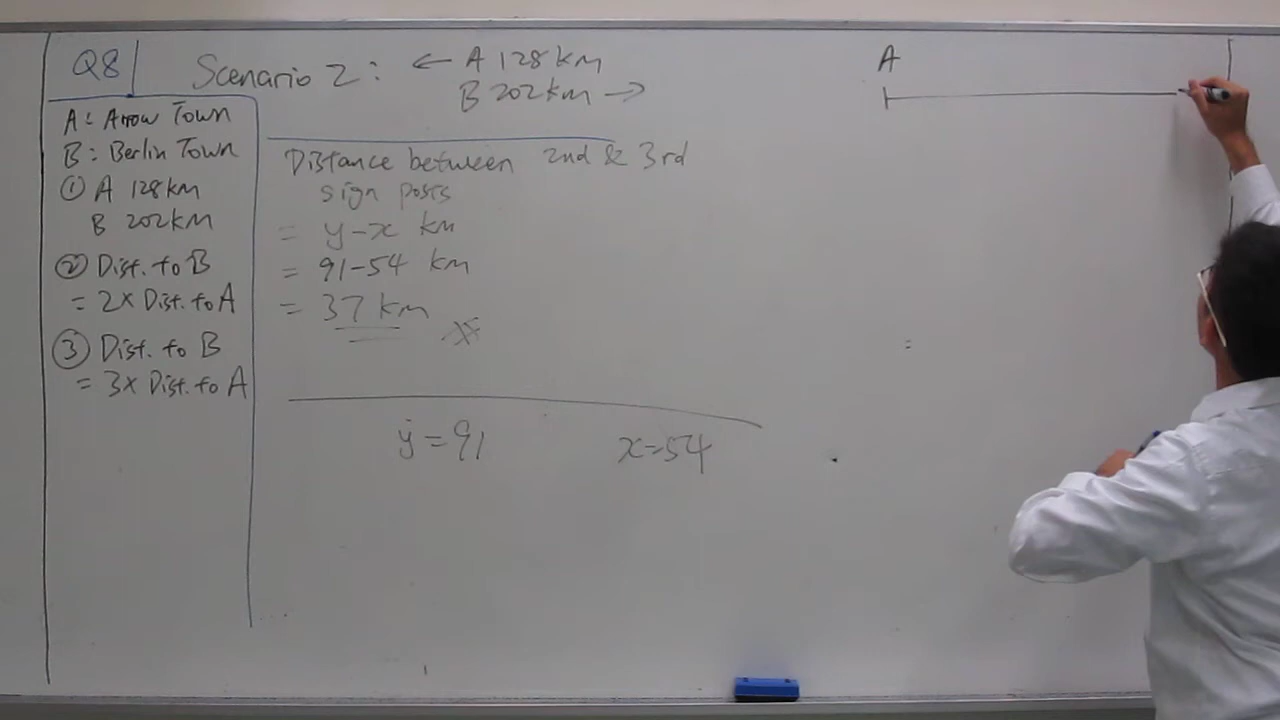 Q8
Scenario 2: ← A 128 km
B 202 km →
A: Arrow Town
B: Berlin Town
① A 128 km
B 202 km
② Dist. to B
= 2x Dist. to A
③ Dist. to B
= 3x Dist. to A
Distance between 2nd & 3rd
sign posts
= y-x km
= 91-54 km
= 37 km
y=91 x=54
A